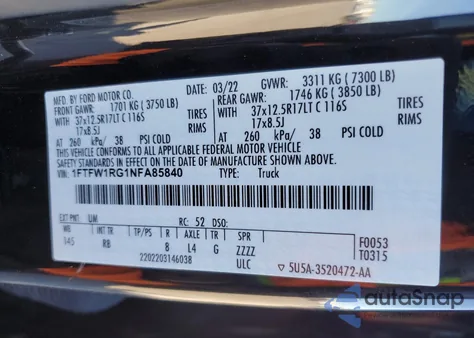 MFD. BY FORD MOTOR CO.
03/22 GVWR: 3311 KG ( 7300 LB)
FRONT GAWR: 1701 KG ( 3750 LB)
REAR GAWR: 1746 KG ( 3850 LB)
WITH 37x12.5R17LT C 116S TIRES
WITH 37x12.5R17LT C 116S TIRES
17x8.5J RIMS
17x8.5J RIMS
AT 260 kPa/ 38 PSI COLD
AT 260 kPa/ 38 PSI COLD
THIS VEHICLE CONFORMS TO ALL APPLICABLE FEDERAL MOTOR VEHICLE
SAFETY STANDARDS IN EFFECT ON THE DATE OF MANUFACTURE SHOWN ABOVE.
VIN: 1FTFW1RG1NFA85840
TYPE: Truck
EXT PNT: UM RC: 52 DSO:
WB INT TR R AXLE TR SPR
145 RB B L4 G ZZZZ
F0053
T0315
2202203146038 ULC
▽ 5U5A-3520472-AA
autoSnap